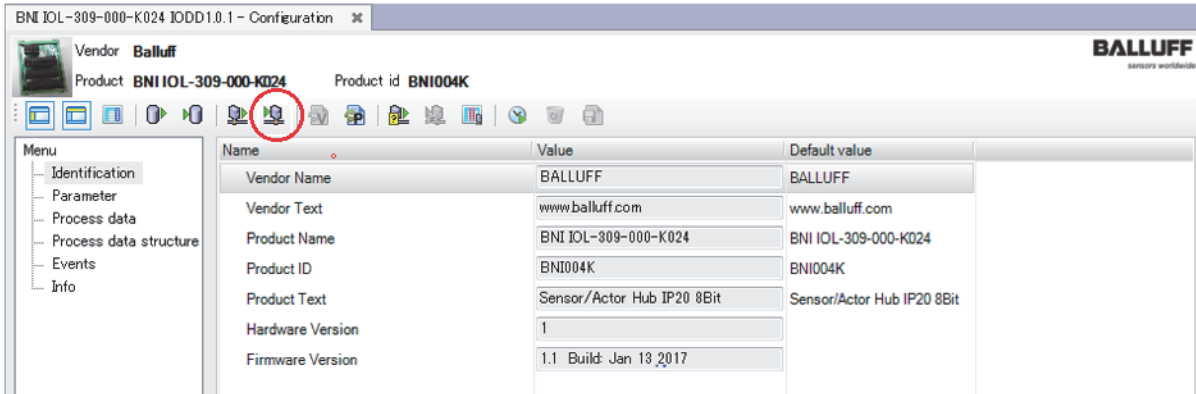 BNI IOL-309-000-K024 IODD1.0.1 - Configuration
Vendor Balluff
BALLUFF
sensors worldwide
Product BNI IOL-309-000-K024 Product id BNI004K
Menu
Identification
Parameter
Process data
Process data structure
Events
Info
Name Value Default value
Vendor Name BALLUFF BALLUFF
Vendor Text www.balluff.com www.balluff.com
Product Name BNI IOL-309-000-K024 BNI IOL-309-000-K024
Product ID BNI004K BNI004K
Product Text Sensor/Actor Hub IP20 8Bit Sensor/Actor Hub IP20 8Bit
Hardware Version 1
Firmware Version 1.1 Build: Jan 13 2017